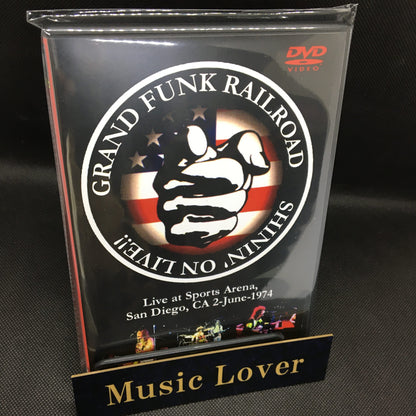 DVD
VIDEO
GRAND FUNK RAILROAD
SHININ' ON LIVE!!
Live at Sports Arena,
San Diego, CA 2-June-1974
Music Lover